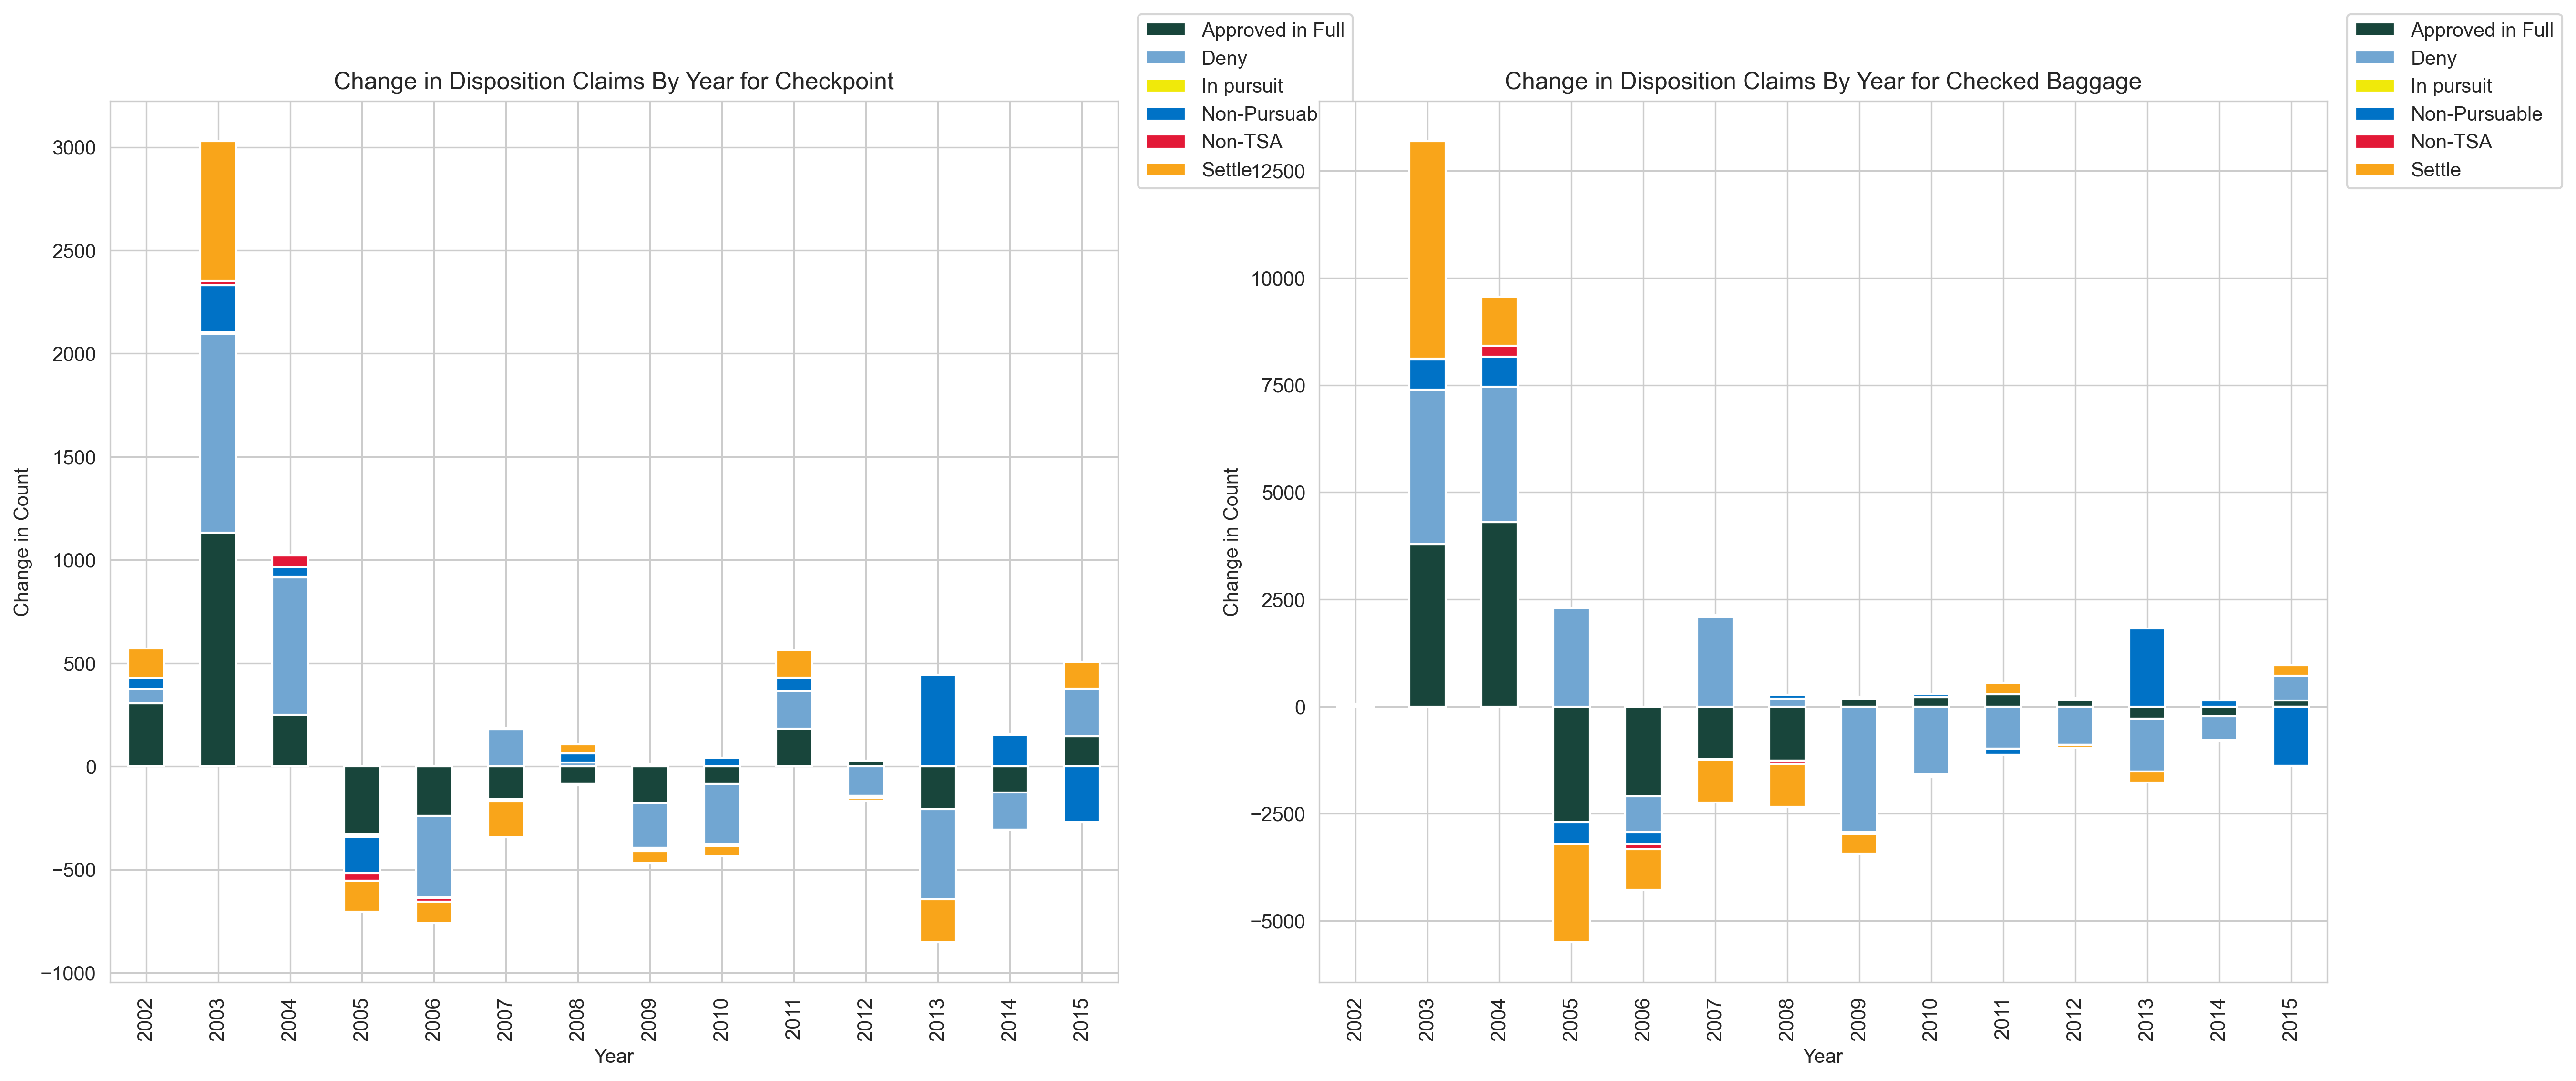 Change in Disposition Claims By Year for Checkpoint
Approved in Full
Deny
In pursuit
Non-Pursuab
Non-TSA
Settle
3000
2500
2000
1500
1000
500
0
−500
−1000
Change in Count
2002
2003
2004
2005
2006
2007
2008
2009
2010
2011
2012
2013
2014
2015
Year
Change in Disposition Claims By Year for Checked Baggage
Approved in Full
Deny
In pursuit
Non-Pursuable
Non-TSA
Settle
12500
10000
7500
5000
2500
0
−2500
−5000
Change in Count
2002
2003
2004
2005
2006
2007
2008
2009
2010
2011
2012
2013
2014
2015
Year